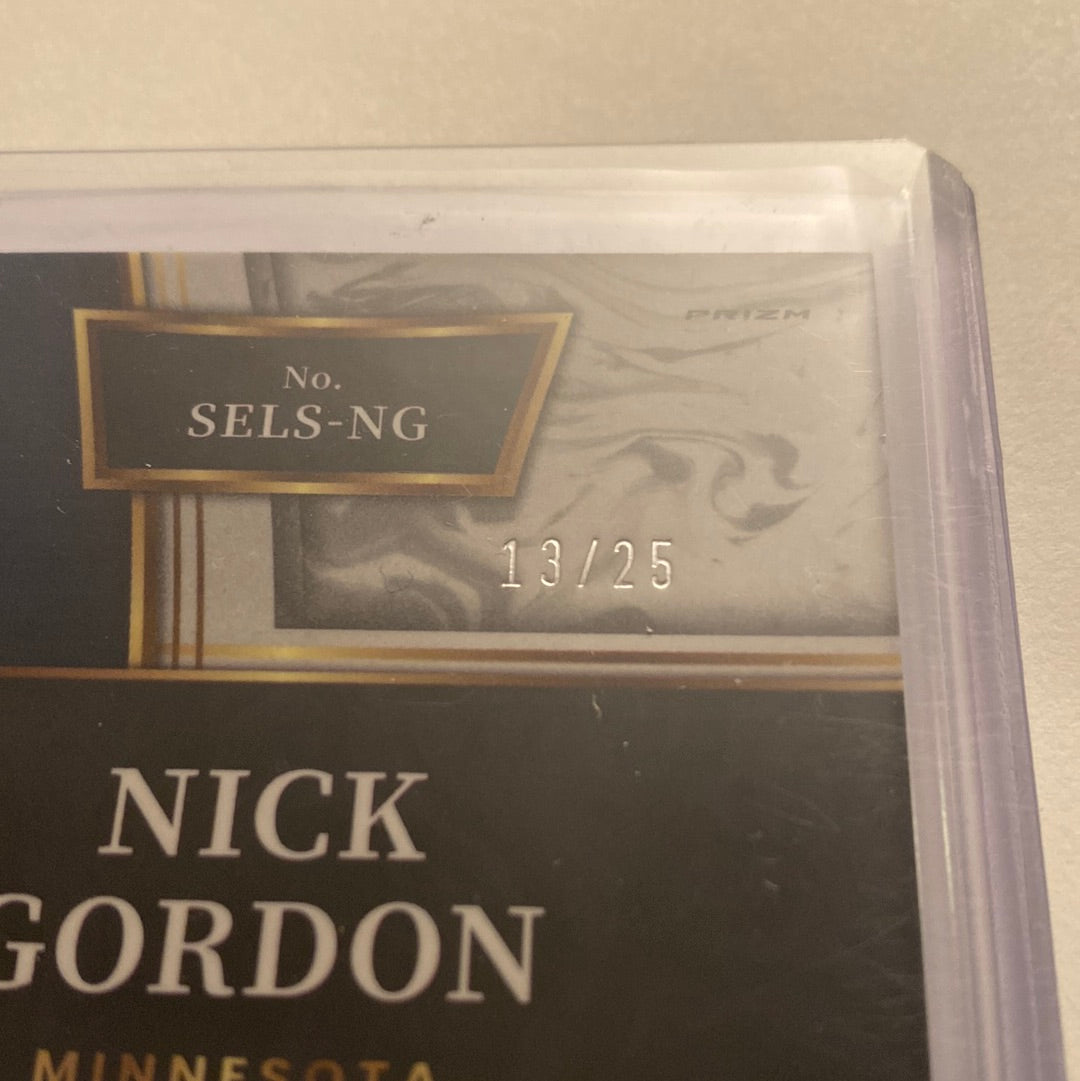 PRIZM
No.
SELS-NG
13/25
NICK
GORDON
MINNESOTA